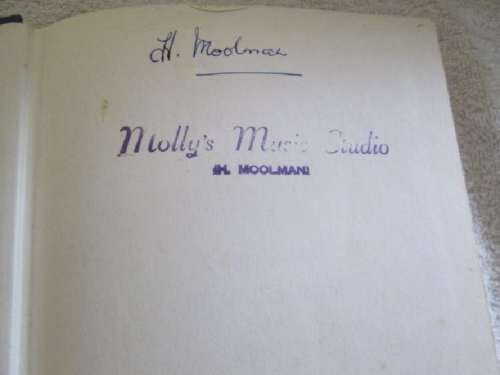 H. Moolman
Molly's Music Studio
(H. MOOLMAN)